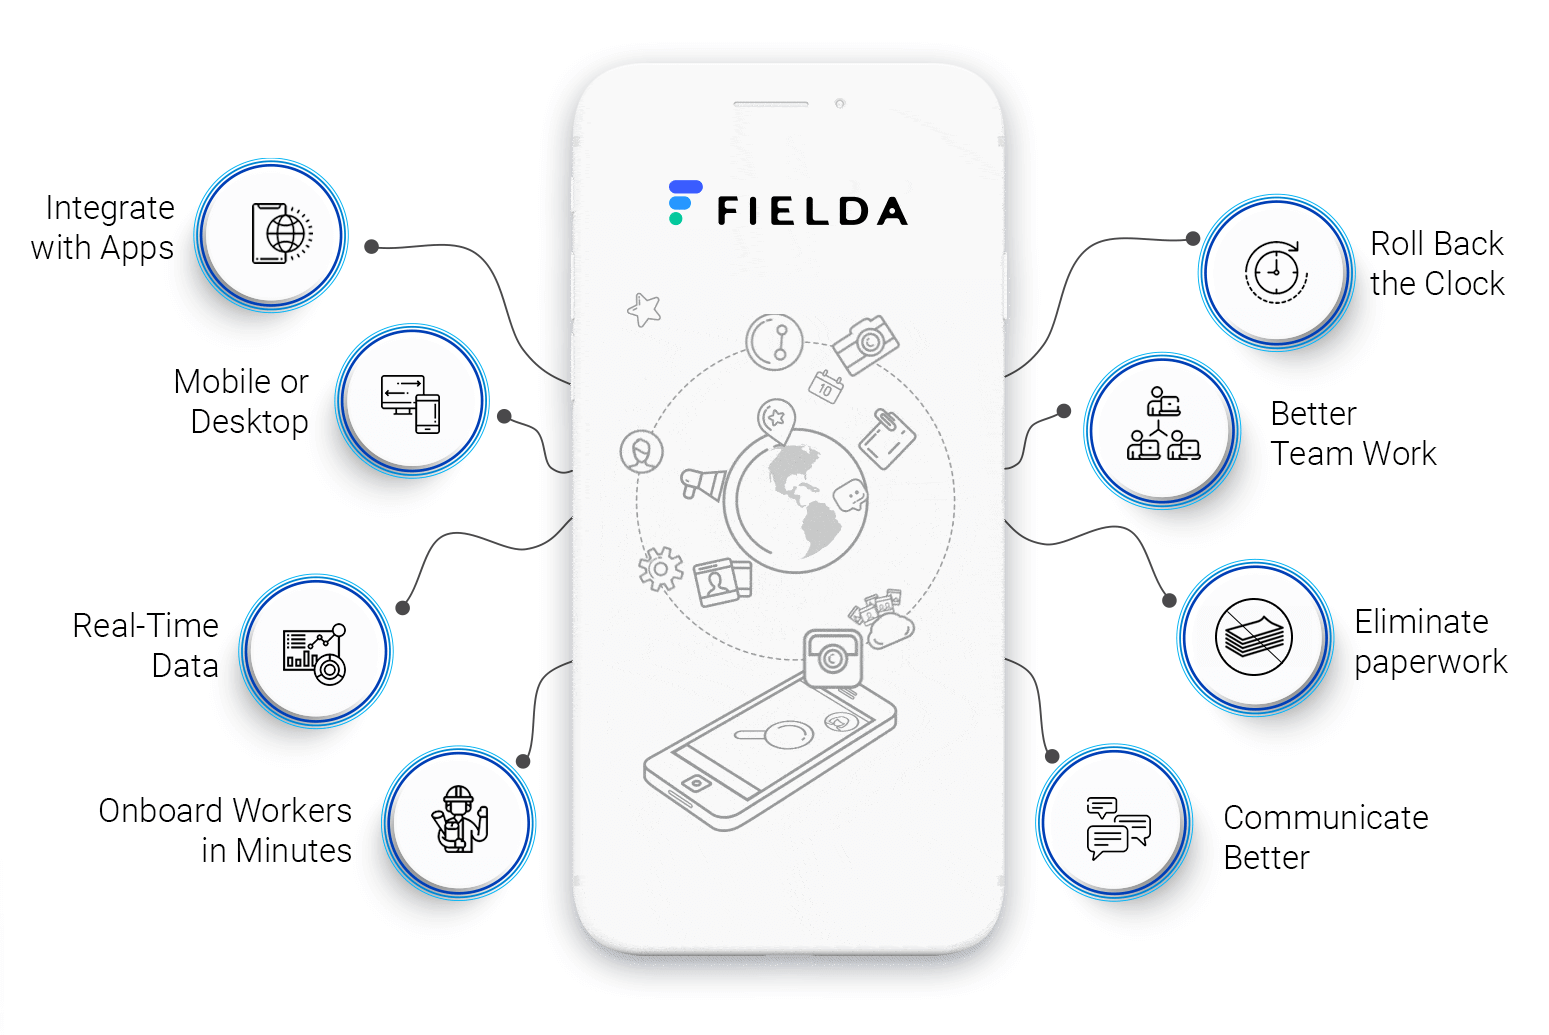 FIELDA
Integrate
with Apps
Mobile or
Desktop
Real-Time
Data
Onboard Workers
in Minutes
Roll Back
the Clock
Better
Team Work
Eliminate
paperwork
Communicate
Better
10